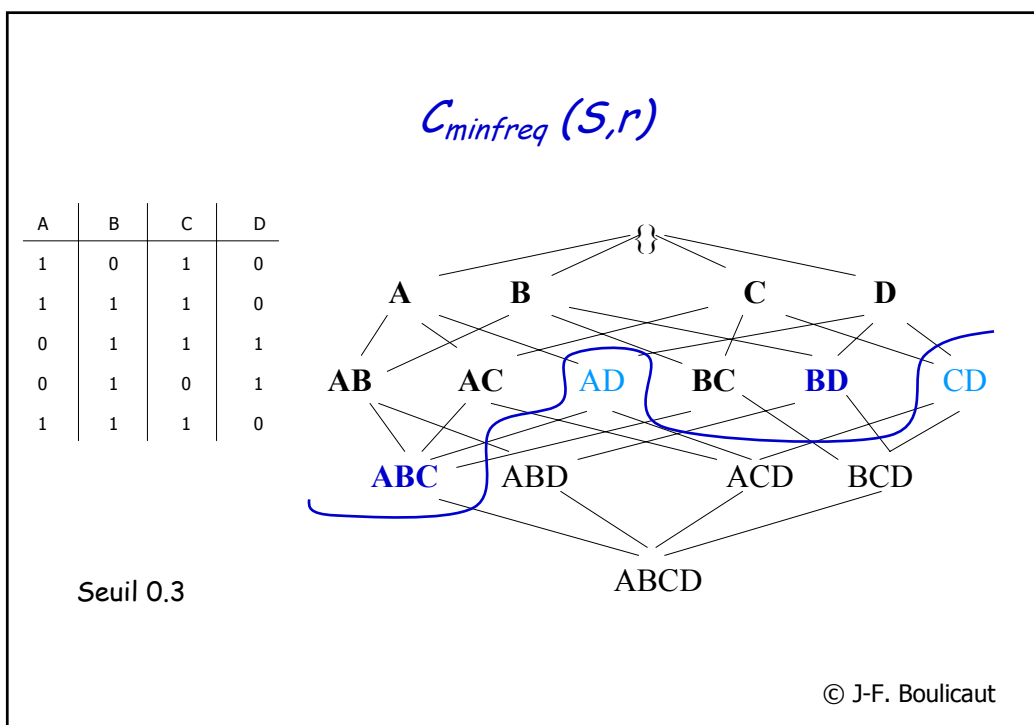 C minfreq (S,r)
A B C D
1 0 1 0
1 1 1 0
0 1 1 1
0 1 0 1
1 1 1 0
{}
A B C D
AB AC AD BC BD CD
ABC ABD ACD BCD
ABCD
Seuil 0.3
© J-F. Boulicaut